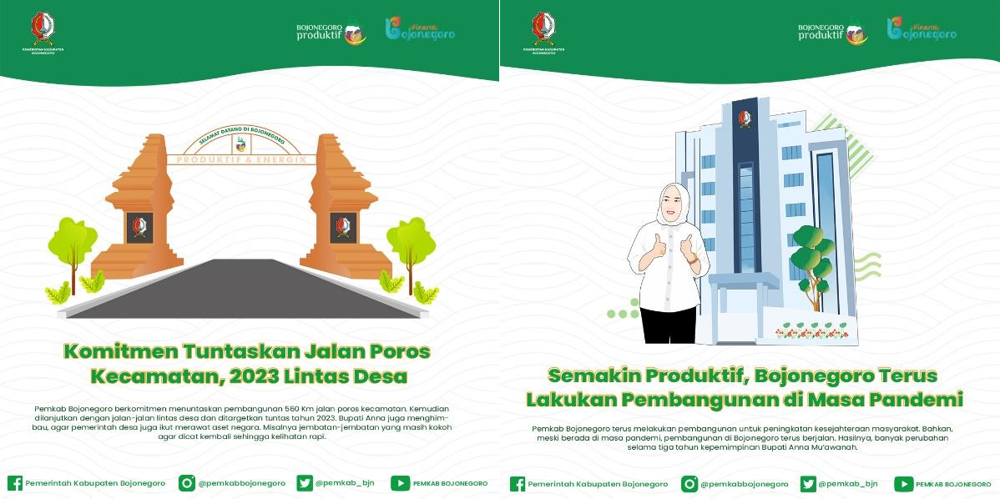 PEMERINTAH KABUPATEN
BOJONEGORO
BOJONEGORO
produktif
Pinarak
Bojonegoro
SELAMAT DATANG DI BOJONEGORO
PRODUKTIF & ENERGIK
Komitmen Tuntaskan Jalan Poros
Kecamatan, 2023 Lintas Desa
Pemkab Bojonegoro berkomitmen menuntaskan pembangunan 560 Km jalan poros kecamatan. Kemudian
dilanjutkan dengan jalan-jalan lintas desa dan ditargetkan tuntas tahun 2023. Bupati Anna juga menghim-
bau, agar pemerintah desa juga ikut merawat aset negara. Misalnya jembatan-jembatan yang masih kokoh
agar dicat kembali sehingga kelihatan rapi.
Pemerintah Kabupaten Bojonegoro
@pemkabbojonegoro
@pemkab_bjn
PEMKAB BOJONEGORO
PEMERINTAH KABUPATEN
BOJONEGORO
BOJONEGORO
produktif
Pinarak
Bojonegoro
Semakin Produktif, Bojonegoro Terus
Lakukan Pembangunan di Masa Pandemi
Pemkab Bojonegoro terus melakukan pembangunan untuk peningkatan kesejahteraan masyarakat. Bahkan,
meski berada di masa pandemi, pembangunan di Bojonegoro terus berjalan. Hasilnya, banyak perubahan
selama tiga tahun kepemimpinan Bupati Anna Mu'awanah.
Pemerintah Kabupaten Bojonegoro
@pemkabbojonegoro
@pemkab_bjn
PEMKAB BOJONEGORO